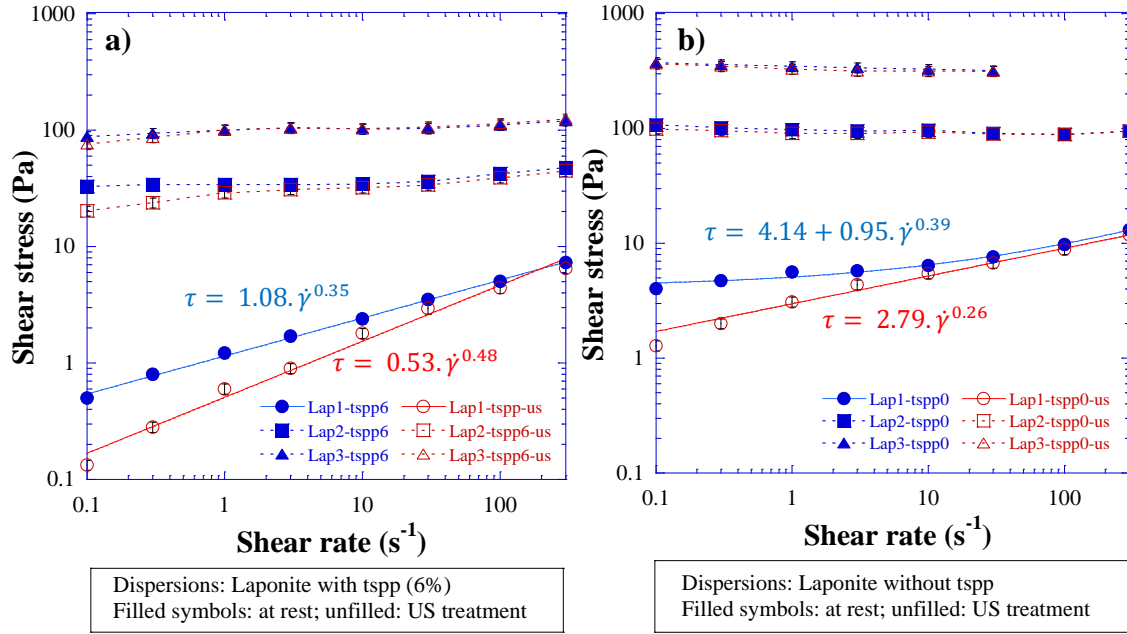 a)
Shear stress (Pa)
1000
100
10
1
0.1
τ = 1.08.γ̇^0.35
τ = 0.53.γ̇^0.48
Lap1-tspp6 Lap1-tspp-us
Lap2-tspp6 Lap2-tspp6-us
Lap3-tspp6 Lap3-tspp6-us
0.1 1 10 100
Shear rate (s^-1)
Dispersions: Laponite with tspp (6%)
Filled symbols: at rest; unfilled: US treatment
b)
Shear stress (Pa)
1000
100
10
1
0.1
τ = 4.14 + 0.95.γ̇^0.39
τ = 2.79.γ̇^0.26
Lap1-tspp0 Lap1-tspp0-us
Lap2-tspp0 Lap2-tspp0-us
Lap3-tspp0 Lap3-tspp0-us
0.1 1 10 100
Shear rate (s^-1)
Dispersions: Laponite without tspp
Filled symbols: at rest; unfilled: US treatment